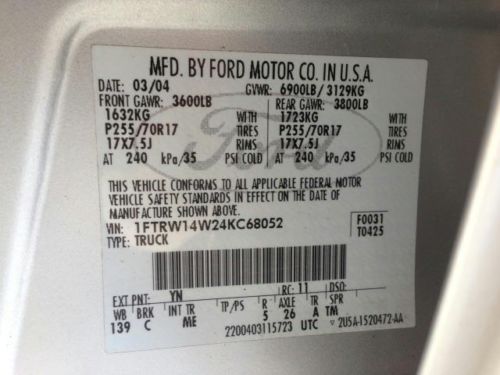 MFD. BY FORD MOTOR CO. IN U.S.A.
DATE: 03/04 GVWR: 6900LB / 3129KG
FRONT GAWR: 3600LB REAR GAWR: 3800LB
1632KG WITH 1723KG WITH
P255/70R17 TIRES P255/70R17 TIRES
17X7.5J RIMS 17X7.5J RIMS
AT 240 kPa/35 PSI COLD AT 240 kPa/35 PSI COLD
Ford
THIS VEHICLE CONFORMS TO ALL APPLICABLE FEDERAL MOTOR
VEHICLE SAFETY STANDARDS IN EFFECT ON THE DATE OF
MANUFACTURE SHOWN ABOVE.
VIN: 1FTRW14W24KC68052 F0031
TYPE: TRUCK T0425
EXT PNT: YN RC: 11 DSO:
WB BRK INT TR TP/PS R AXLE TR SPR
139 C ME 5 26 A TM
2200403115723 UTC 2U5A-1520472-AA